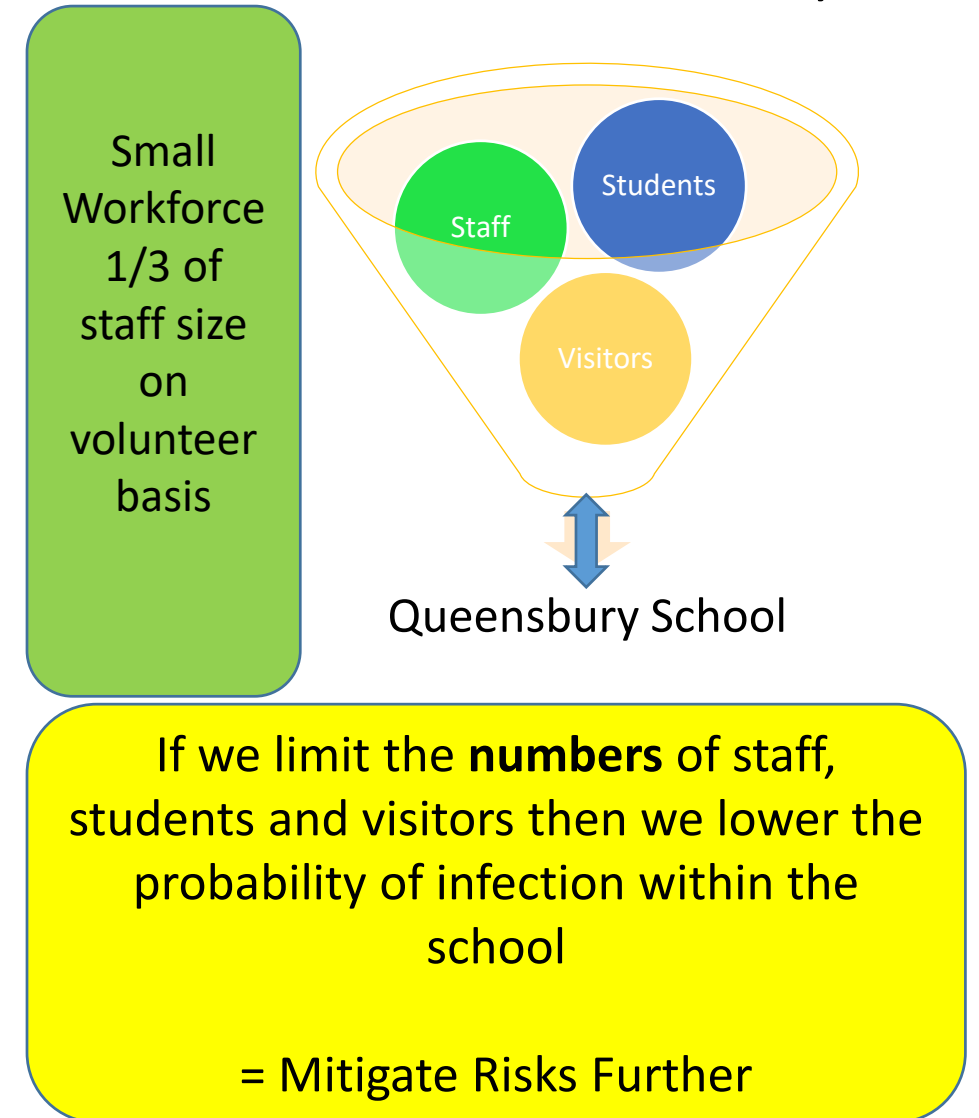 Small
Workforce
1/3 of
staff size
on
volunteer
basis
Students
Staff
Visitors
Queensbury School
If we limit the numbers of staff,
students and visitors then we lower the
probability of infection within the
school
= Mitigate Risks Further